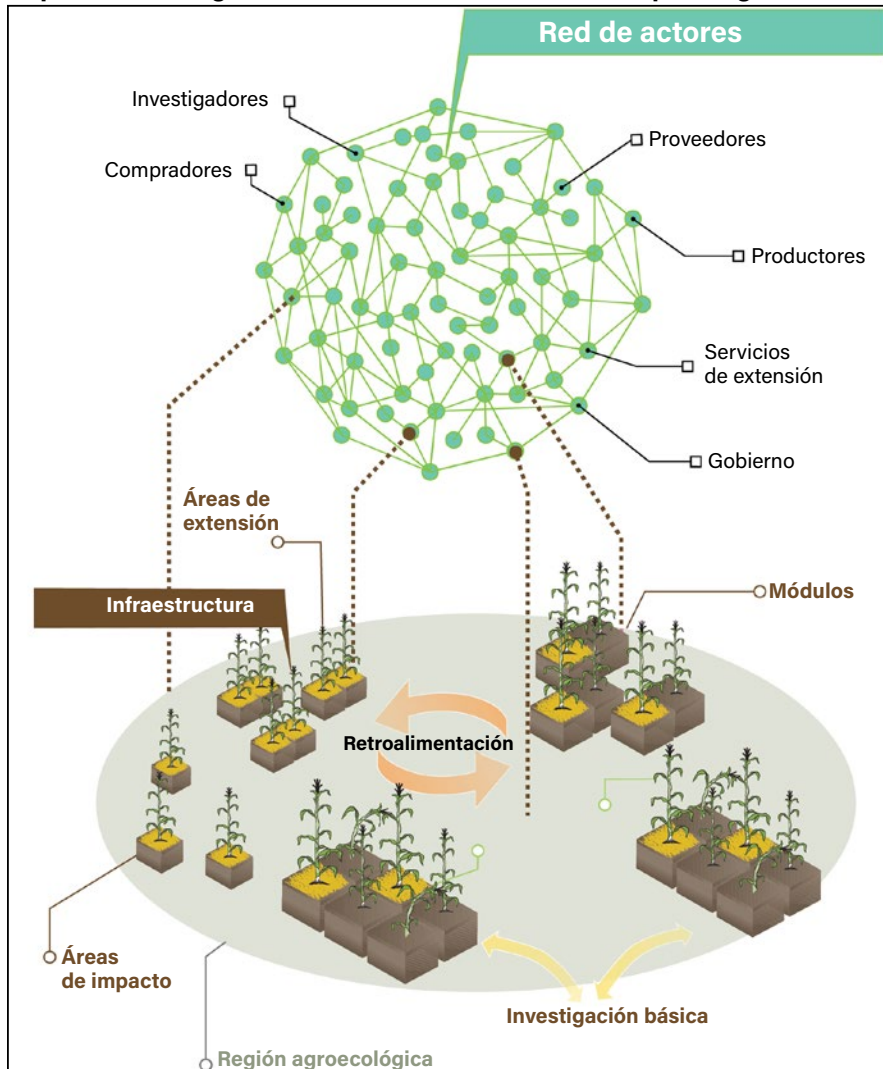 Red de actores
Investigadores
Compradores
Proveedores
Productores
Servicios
de extensión
Gobierno
Áreas de
extensión
Infraestructura
Módulos
Retroalimentación
Áreas
de impacto
Investigación básica
Región agroecológica